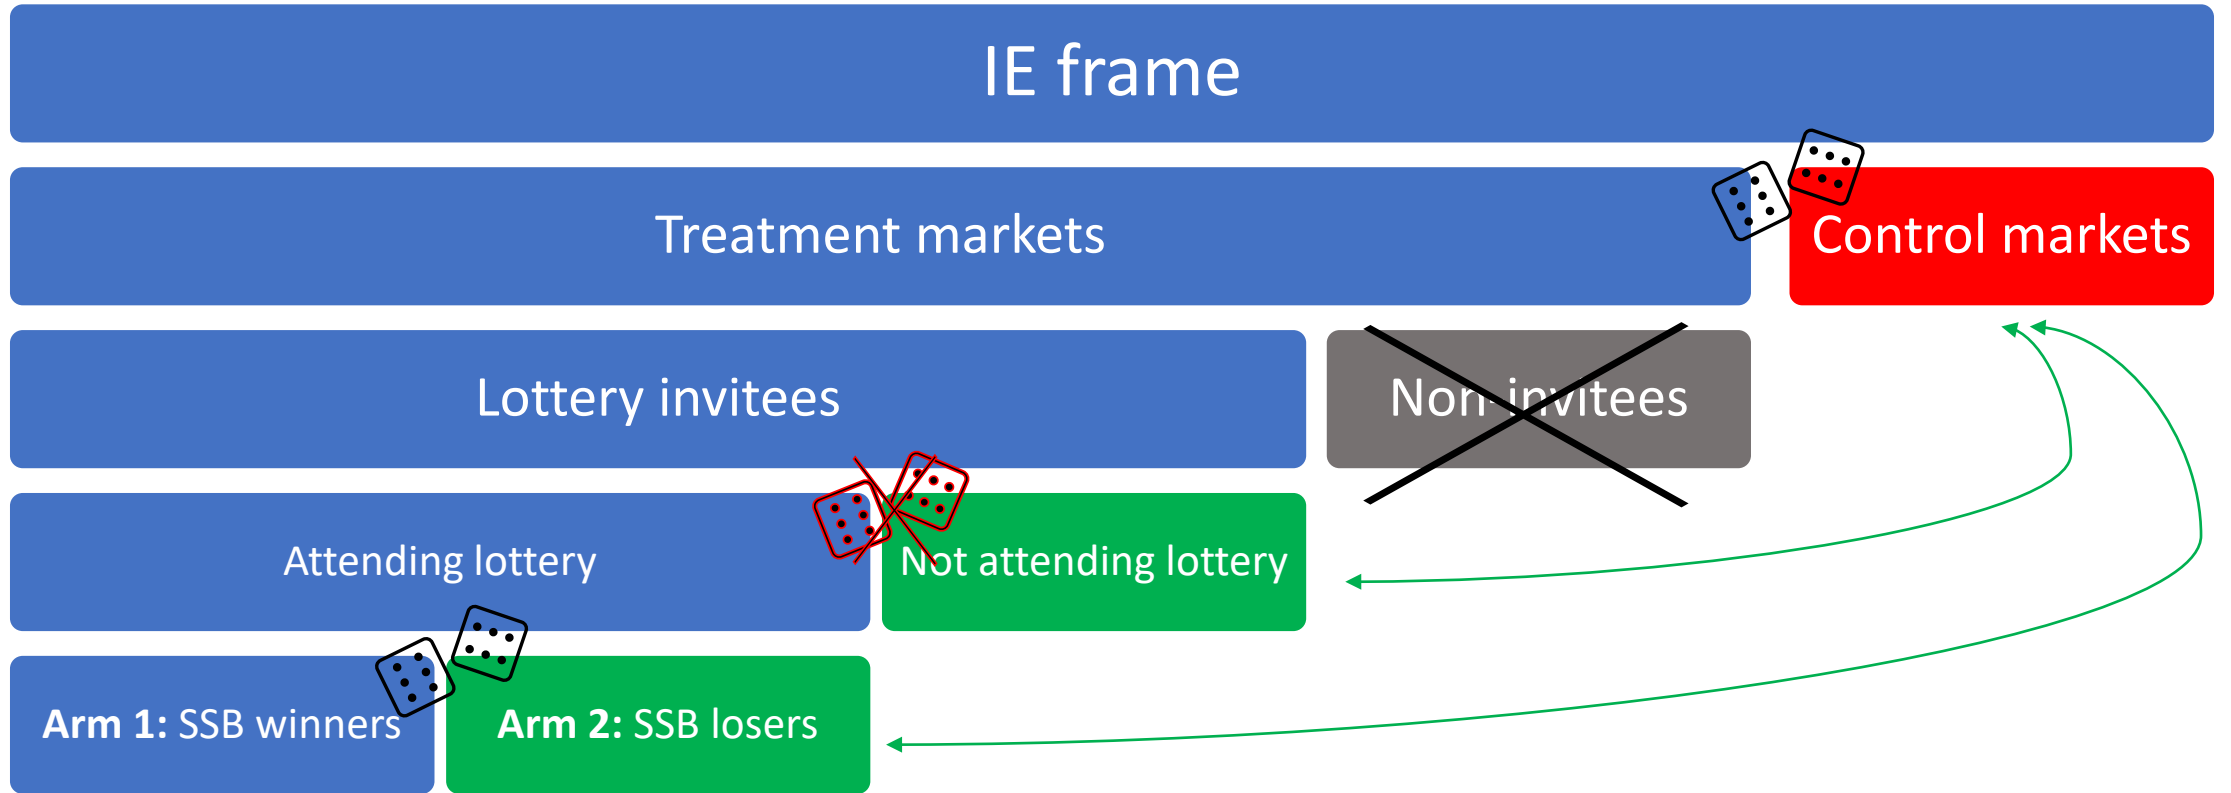 IE frame
Treatment markets
Control markets
Lottery invitees
Non-invitees
Attending lottery
Not attending lottery
Arm 1: SSB winners
Arm 2: SSB losers